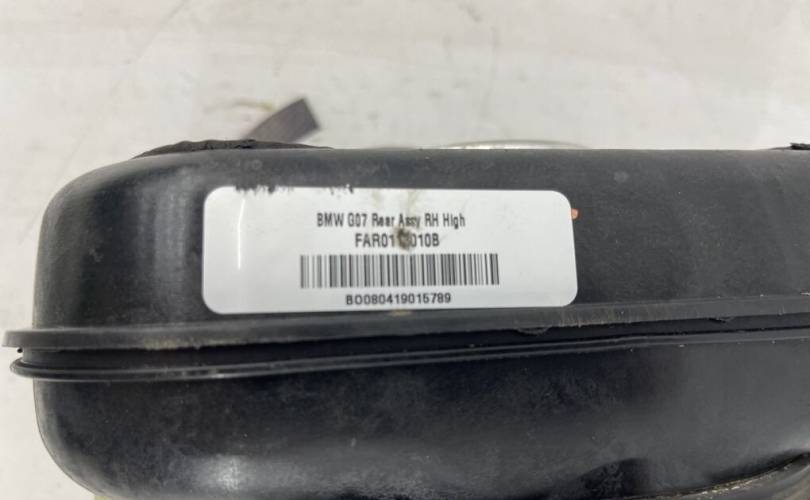 BMW G07 Rear Assy RH High
BO080419015789